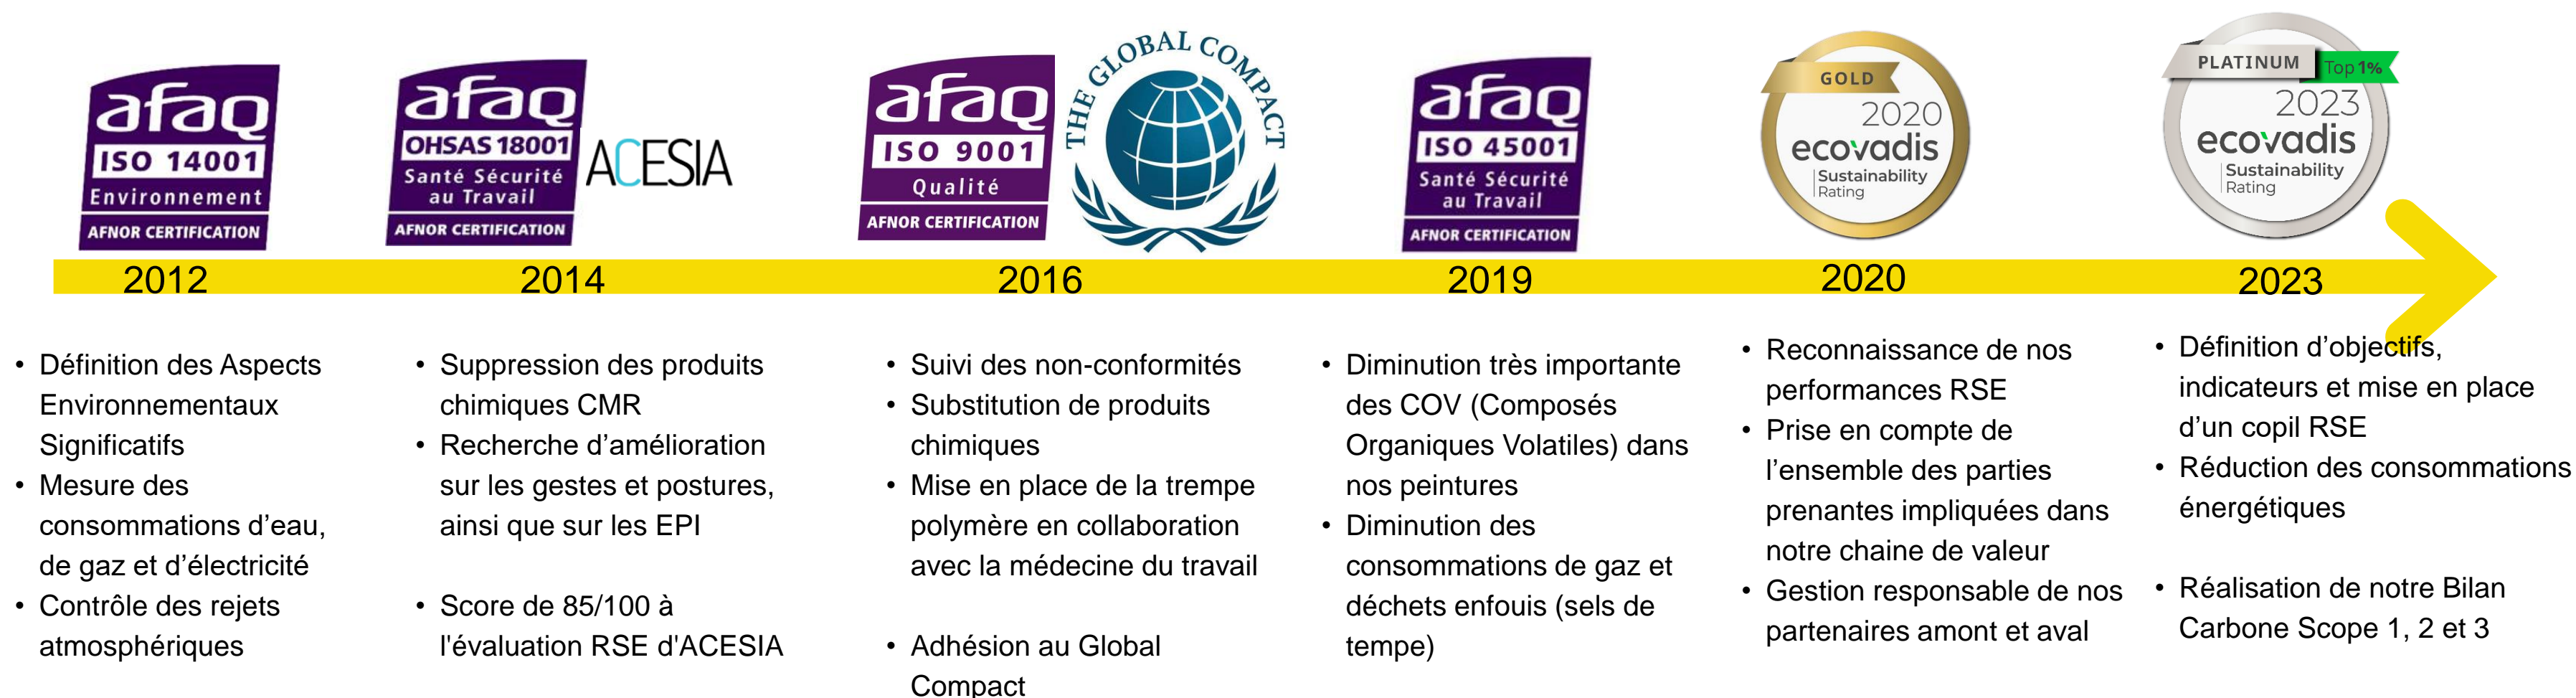 afaq
ISO 14001
Environnement
AFNOR CERTIFICATION
afaq
OHSAS 18001
Santé Sécurité
au Travail
AFNOR CERTIFICATION
ACESIA
afaq
ISO 9001
Qualité
AFNOR CERTIFICATION
THE GLOBAL COMPACT
afaq
ISO 45001
Santé Sécurité
au Travail
AFNOR CERTIFICATION
GOLD
2020
ecovadis
Sustainability
Rating
PLATINUM Top 1%
2023
ecovadis
Sustainability
Rating
2012
2014
2016
2019
2020
2023
• Définition des Aspects
Environnementaux
Significatifs
• Mesure des
consommations d’eau,
de gaz et d’électricité
• Contrôle des rejets
atmosphériques
• Suppression des produits
chimiques CMR
• Recherche d’amélioration
sur les gestes et postures,
ainsi que sur les EPI
• Score de 85/100 à
l'évaluation RSE d'ACESIA
• Suivi des non-conformités
• Substitution de produits
chimiques
• Mise en place de la trempe
polymère en collaboration
avec la médecine du travail
• Adhésion au Global
Compact
• Diminution très importante
des COV (Composés
Organiques Volatiles) dans
nos peintures
• Diminution des
consommations de gaz et
déchets enfouis (sels de
tempe)
• Reconnaissance de nos
performances RSE
• Prise en compte de
l’ensemble des parties
prenantes impliquées dans
notre chaine de valeur
• Gestion responsable de nos
partenaires amont et aval
• Définition d’objectifs,
indicateurs et mise en place
d’un copil RSE
• Réduction des consommations
énergétiques
• Réalisation de notre Bilan
Carbone Scope 1, 2 et 3